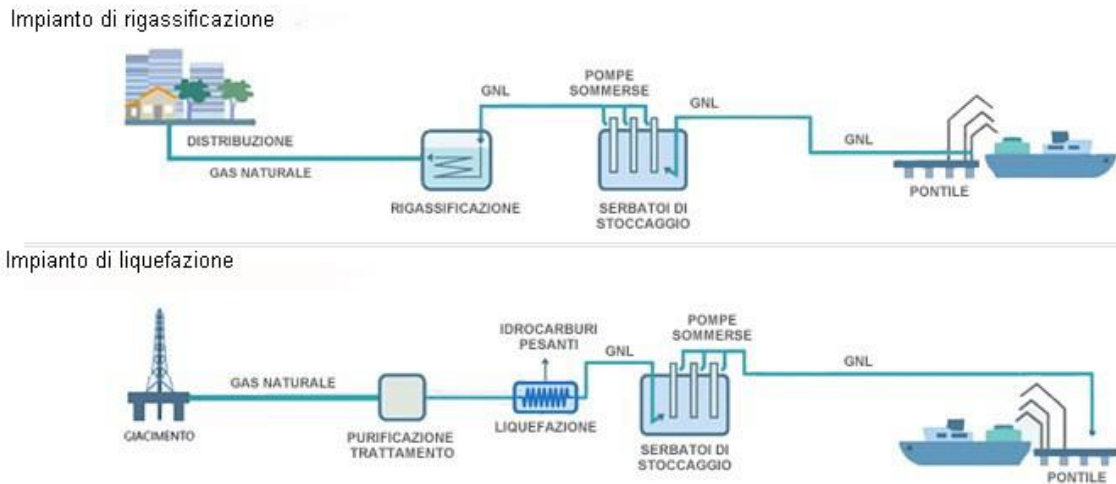 Impianto di rigassificazione
POMPE
SOMMERSE
GNL
GNL
GNL
DISTRIBUZIONE
GAS NATURALE
RIGASSIFICAZIONE
SERBATOI DI
STOCCAGGIO
PONTILE
Impianto di liquefazione
IDROCARBURI
PESANTI
POMPE
SOMMERSE
GNL
GNL
GAS NATURALE
GIACIMENTO
PURIFICAZIONE
TRATTAMENTO
LIQUEFAZIONE
SERBATOI DI
STOCCAGGIO
PONTILE